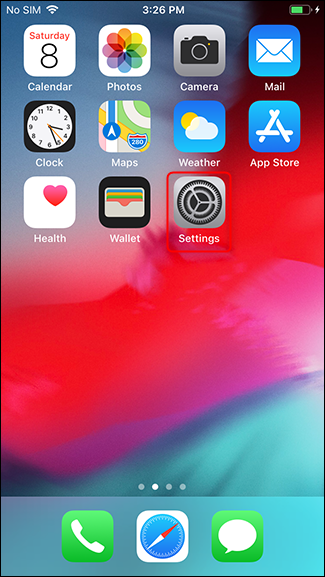 No SIM 3:26 PM
Saturday
8
Calendar Photos Camera Mail
280
Clock Maps Weather App Store
Health Wallet Settings